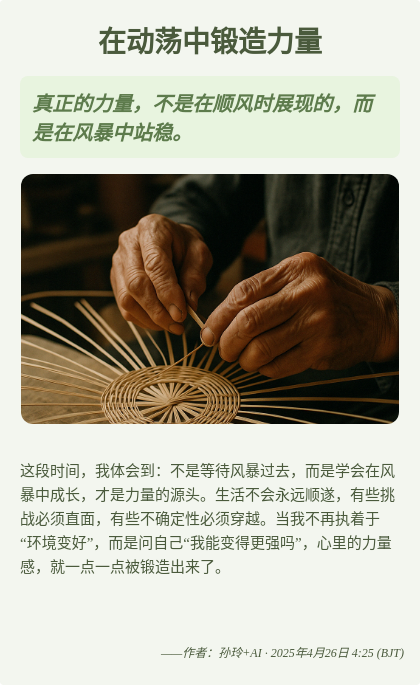 在动荡中锻造力量
真正的力量，不是在顺风时展现的，而
是在风暴中站稳。
这段时间，我体会到：不是等待风暴过去，而是学会在风
暴中成长，才是力量的源头。生活不会永远顺遂，有些挑
战必须直面，有些不确定性必须穿越。当我不再执着于
“环境变好”，而是问自己“我能变得更强吗”，心里的力量
感，就一点一点被锻造出来了。
——作者：孙玲+AI · 2025年4月26日 4:25 (BJT)